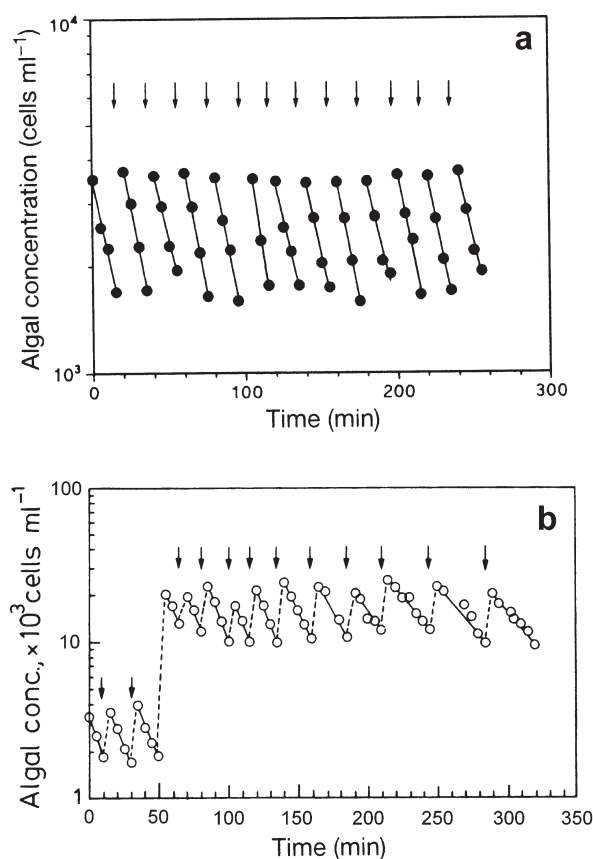 a
10⁴
Algal concentration (cells ml⁻¹)
10³
0 100 200 300
Time (min)
b
100
10
1
Algal conc., ×10³cells ml⁻¹
0 50 100 150 200 250 300 350
Time (min)